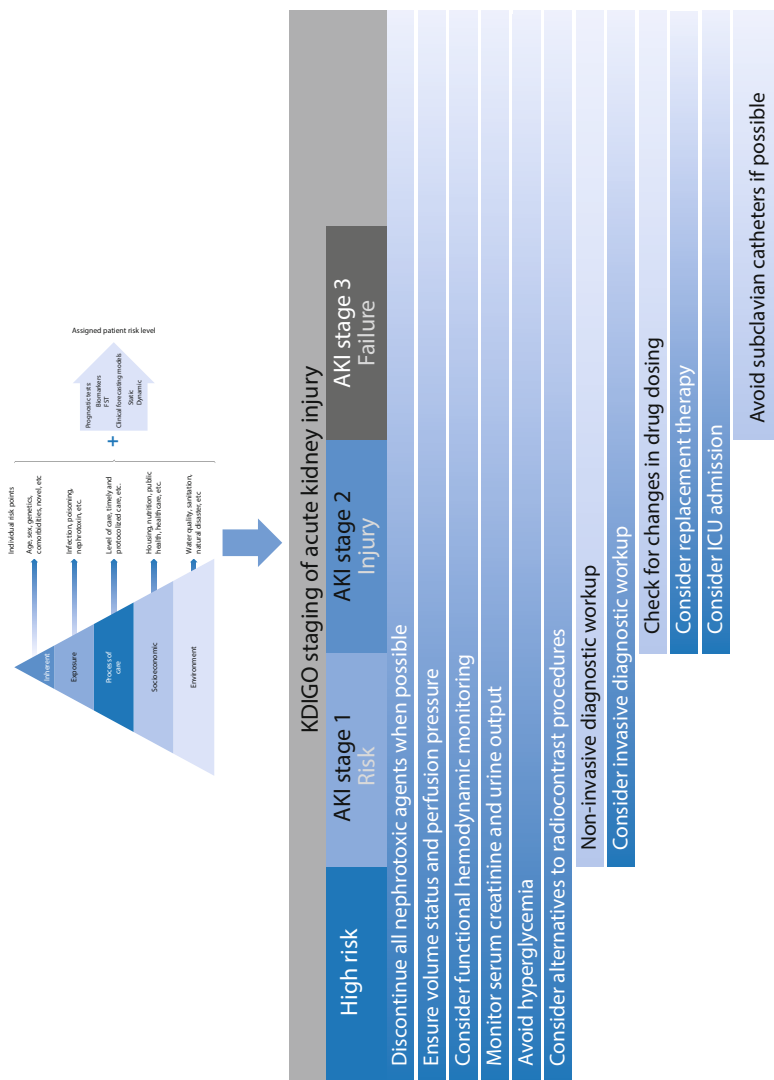 Inherent
Exposure
Process of
care
Socioeconomic
Environment
Individual risk points
Age, sex, genetics,
comorbidities, novel, etc
Infection, poisoning,
nephrotoxin, etc.
Level of care, timely and
protocolized care, etc.
Housing, nutrition, public
health, healthcare, etc.
Water quality, sanitation,
natural disaster, etc
+
Prognostic tests
Biomarkers
FST
Clinical forecasting models
Static
Dynamic
Assigned patient risk level
KDIGO staging of acute kidney injury
High risk
AKI stage 1
Risk
AKI stage 2
Injury
AKI stage 3
Failure
Discontinue all nephrotoxic agents when possible
Ensure volume status and perfusion pressure
Consider functional hemodynamic monitoring
Monitor serum creatinine and urine output
Avoid hyperglycemia
Consider alternatives to radiocontrast procedures
Non-invasive diagnostic workup
Consider invasive diagnostic workup
Check for changes in drug dosing
Consider replacement therapy
Consider ICU admission
Avoid subclavian catheters if possible